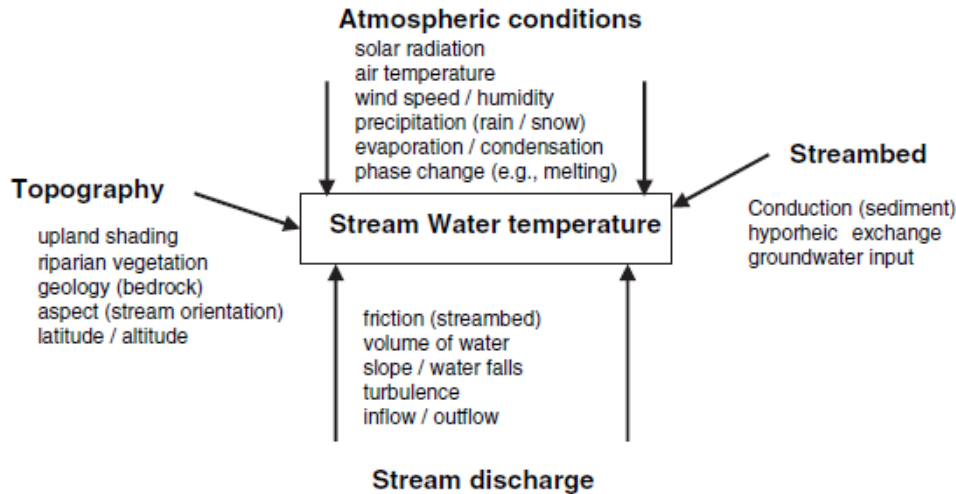 Atmospheric conditions
solar radiation
air temperature
wind speed / humidity
precipitation (rain / snow)
evaporation / condensation
phase change (e.g., melting)
Topography
upland shading
riparian vegetation
geology (bedrock)
aspect (stream orientation)
latitude / altitude
Stream Water temperature
Streambed
Conduction (sediment)
hyporheic exchange
groundwater input
friction (streambed)
volume of water
slope / water falls
turbulence
inflow / outflow
Stream discharge